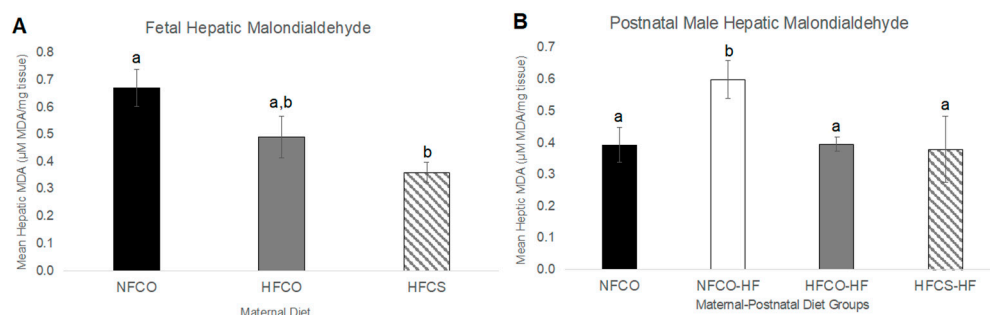 A
Fetal Hepatic Malondialdehyde
Mean Hepatic MDA (µM MDA/mg tissue)
0.8
0.7
0.6
0.5
0.4
0.3
0.2
0.1
0.0
a
a,b
b
NFCO HFCO HFCS
Maternal Diet
B
Postnatal Male Hepatic Malondialdehyde
Mean Heptic MDA (µM MDA/mg tissue)
0.7
0.6
0.5
0.4
0.3
0.2
0.1
0.0
a
b
a
a
NFCO NFCO-HF HFCO-HF HFCS-HF
Maternal-Postnatal Diet Groups